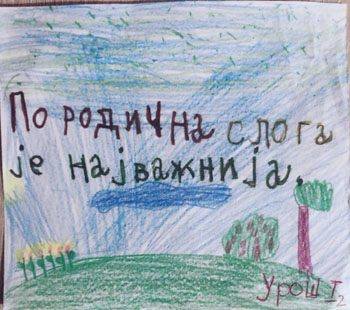 Породична слога
је најважнија.
Урош I2